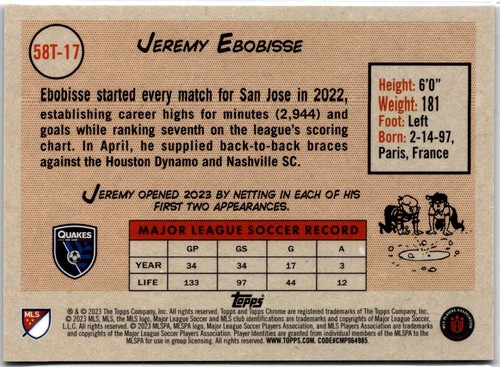 58T-17
JEREMY EBOBISSE
Ebobisse started every match for San Jose in 2022,
establishing career highs for minutes (2,944) and
goals while ranking seventh on the league's scoring
chart. In April, he supplied back-to-back braces
against the Houston Dynamo and Nashville SC.
Height: 6'0"
Weight: 181
Foot: Left
Born: 2-14-97,
Paris, France
JEREMY OPENED 2023 BY NETTING IN EACH OF HIS
FIRST TWO APPEARANCES.
QUAKES
MAJOR LEAGUE SOCCER RECORD
GP GS G A
YEAR 34 34 17 3
LIFE 133 97 44 12
Topps
MLS
® & © 2023 The Topps Company, Inc. All rights reserved. Topps and Topps Chrome are registered trademarks of The Topps Company, Inc.
© 2023 MLS, the MLS logo, Major League Soccer and MLS club marks and identifications are trademarks and copyrights of Major League Soccer,
L.L.C. All rights reserved. © 2023 MLSPA, MLSPA logo, Major League Soccer Players Association, and MLS Players Association are trademarks and
copyrights of the Major League Soccer Players Association. Player Identities are granted from individual members of the MLSPA to the
MLSPA for use in group licensing. All rights reserved. WWW.TOPPS.COM. CODE#CMP064985.
MLS PLAYERS ASSOCIATION